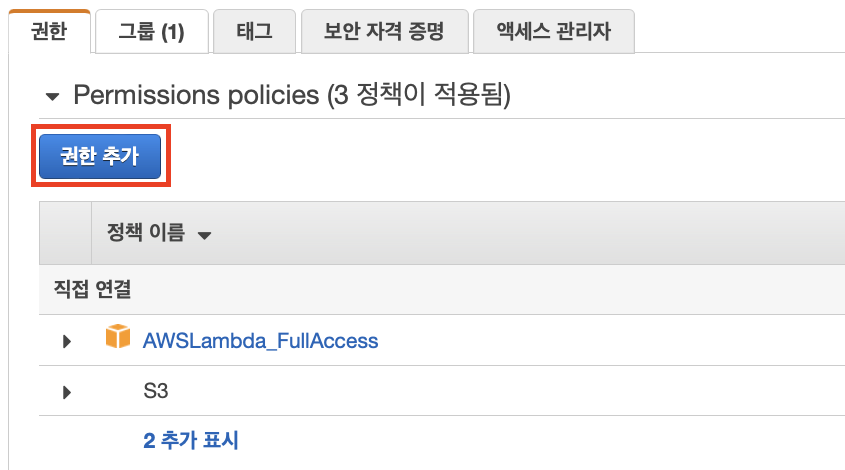 권한 그룹 (1) 태그 보안 자격 증명 액세스 관리자
Permissions policies (3 정책이 적용됨)
권한 추가
정책 이름
직접 연결
AWSLambda_FullAccess
S3
2 추가 표시